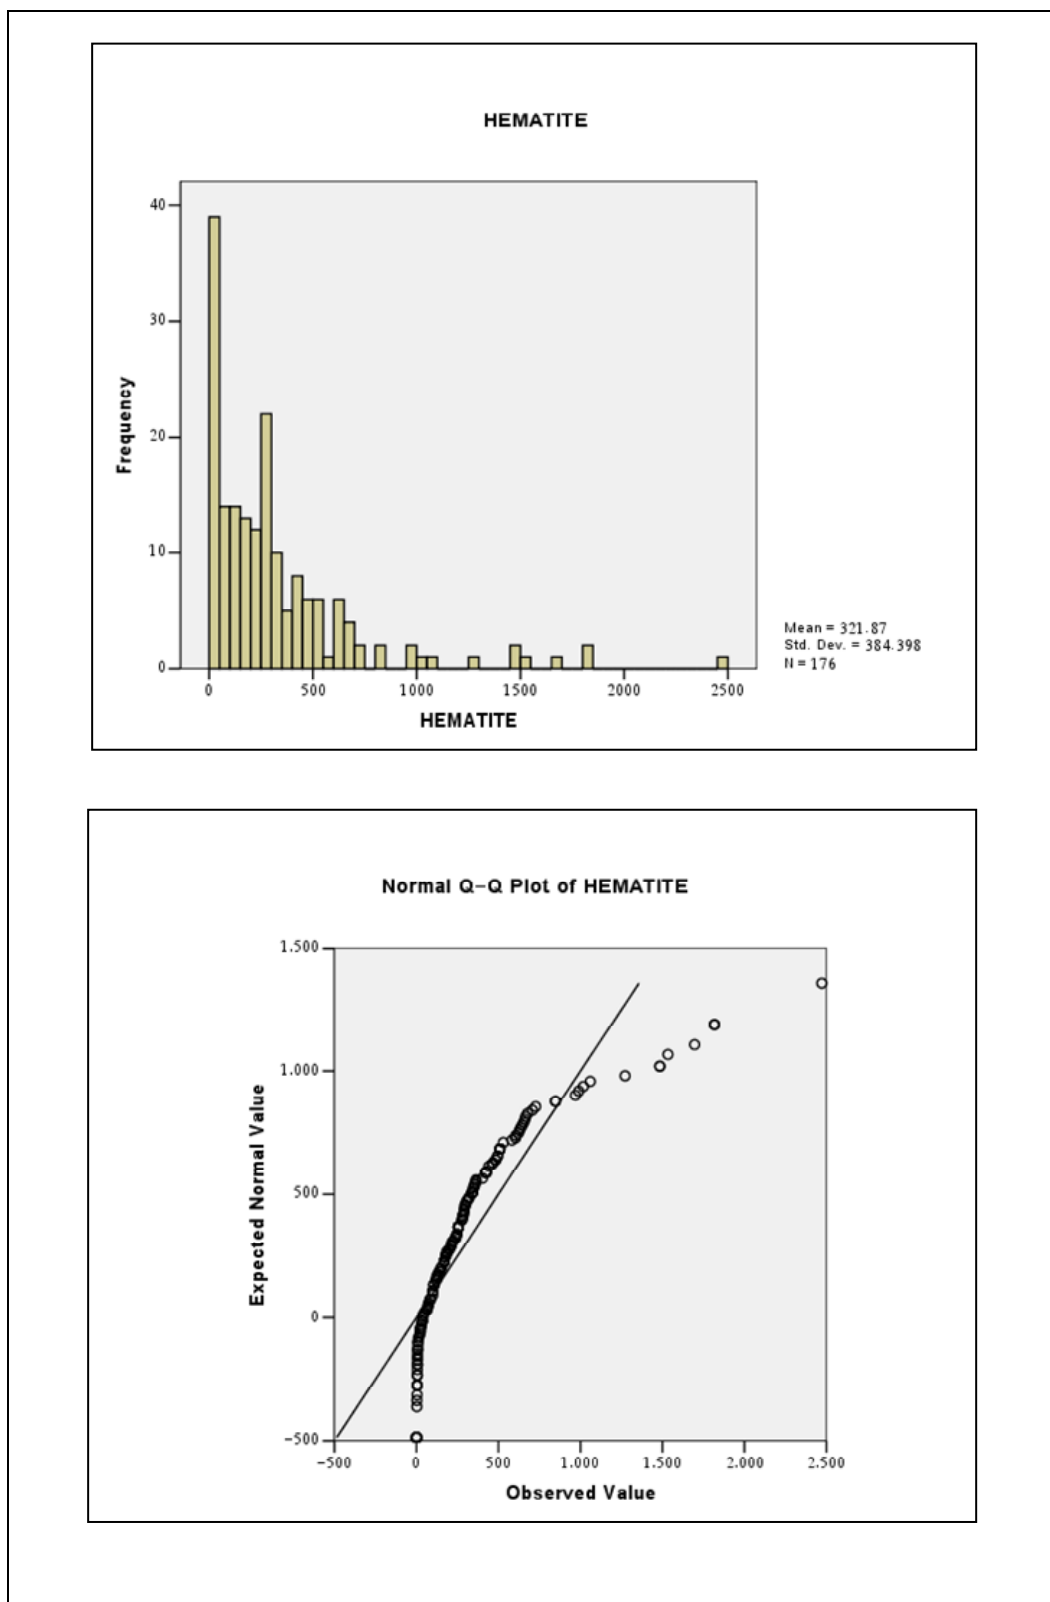 HEMATITE
40
30
20
10
0
Frequency
0 500 1000 1500 2000 2500
HEMATITE
Mean = 321.87
Std. Dev. = 384.398
N = 176
Normal Q-Q Plot of HEMATITE
1.500
1.000
500
0
-500
Expected Normal Value
-500 0 500 1.000 1.500 2.000 2.500
Observed Value